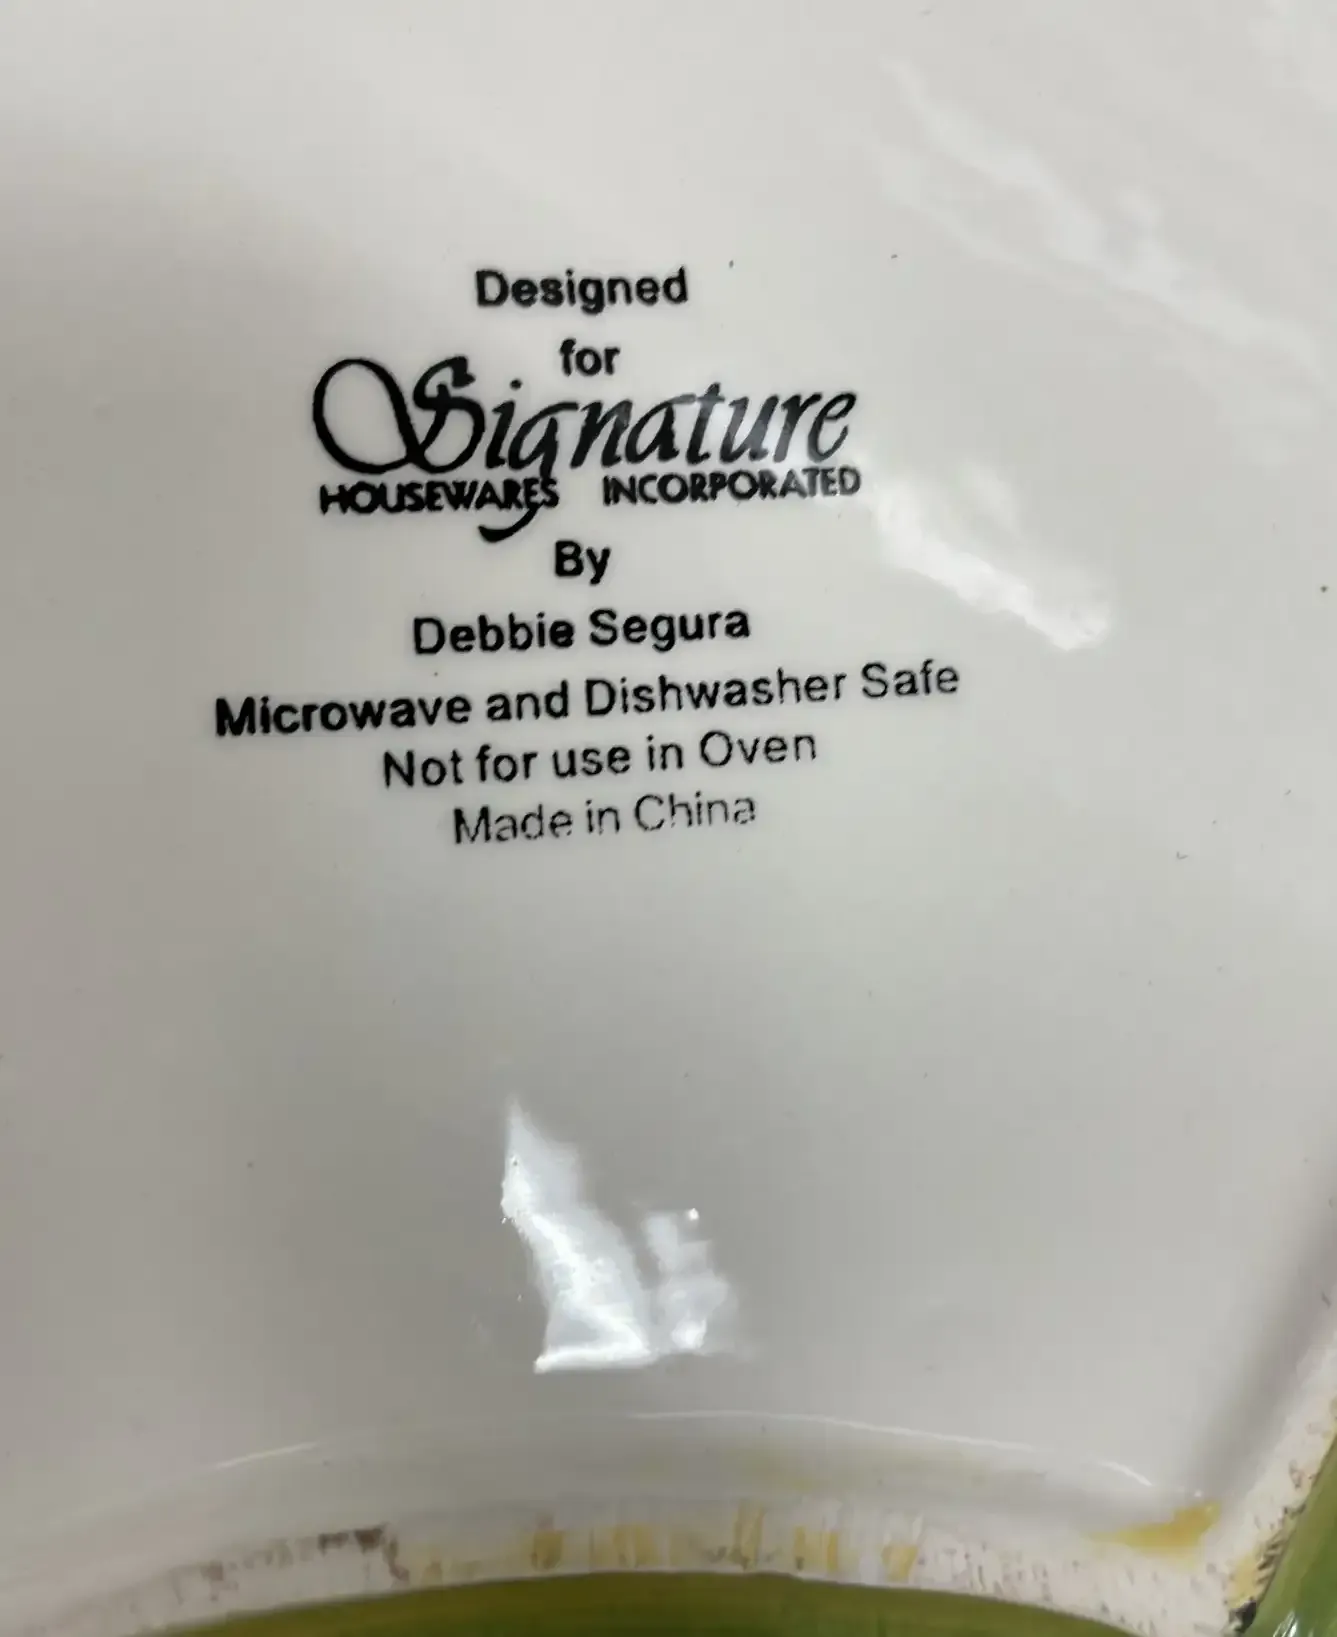 Designed
for
Signature
HOUSEWARES INCORPORATED
By
Debbie Segura
Microwave and Dishwasher Safe
Not for use in Oven
Made in China